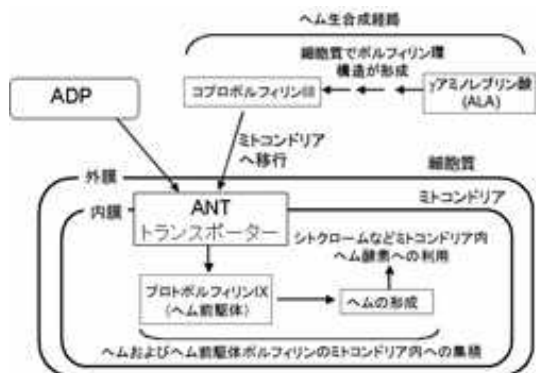 ヘム生合成経路
細胞質でポルフィリン環
構造が形成
ADP
コプロポルフィリンIII
γアミノレブリン酸
(ALA)
ミトコンドリア
へ移行
細胞質
外膜
ミトコンドリア
内膜
ANT
トランスポーター
シトクロームなどミトコンドリア内
ヘム酵素への利用
プロトポルフィリンIX
(ヘム前駆体)
ヘムの形成
ヘムおよびヘム前駆体ポルフィリンのミトコンドリア内への集積